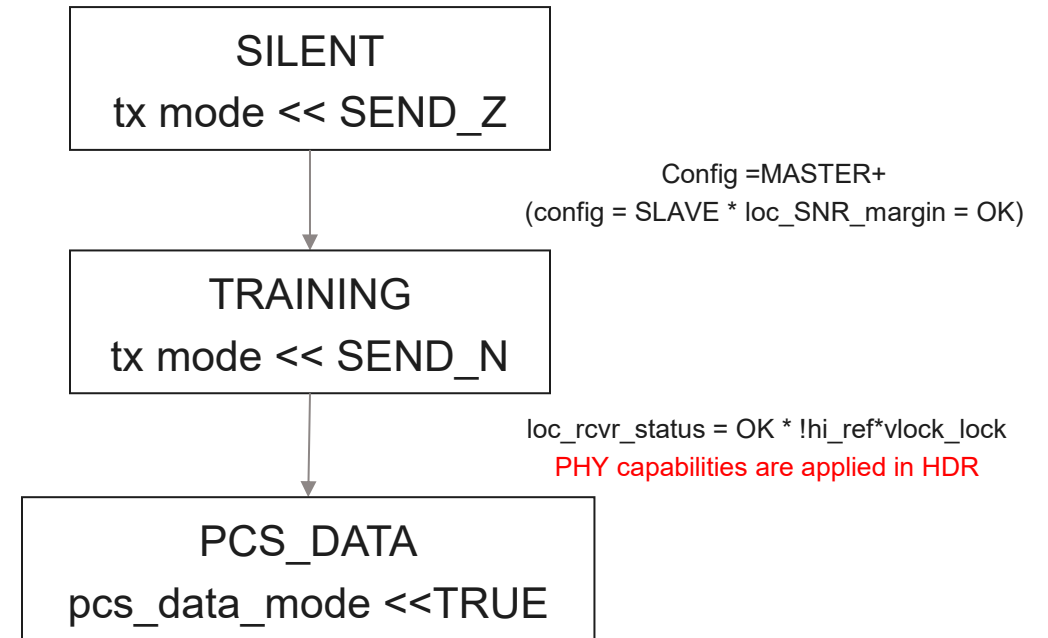 SILENT
tx mode << SEND_Z
Config =MASTER+
(config = SLAVE * loc_SNR_margin = OK)
TRAINING
tx mode << SEND_N
loc_rcvr_status = OK * !hi_ref*vlock_lock
PHY capabilities are applied in HDR
PCS_DATA
pcs_data_mode <<TRUE